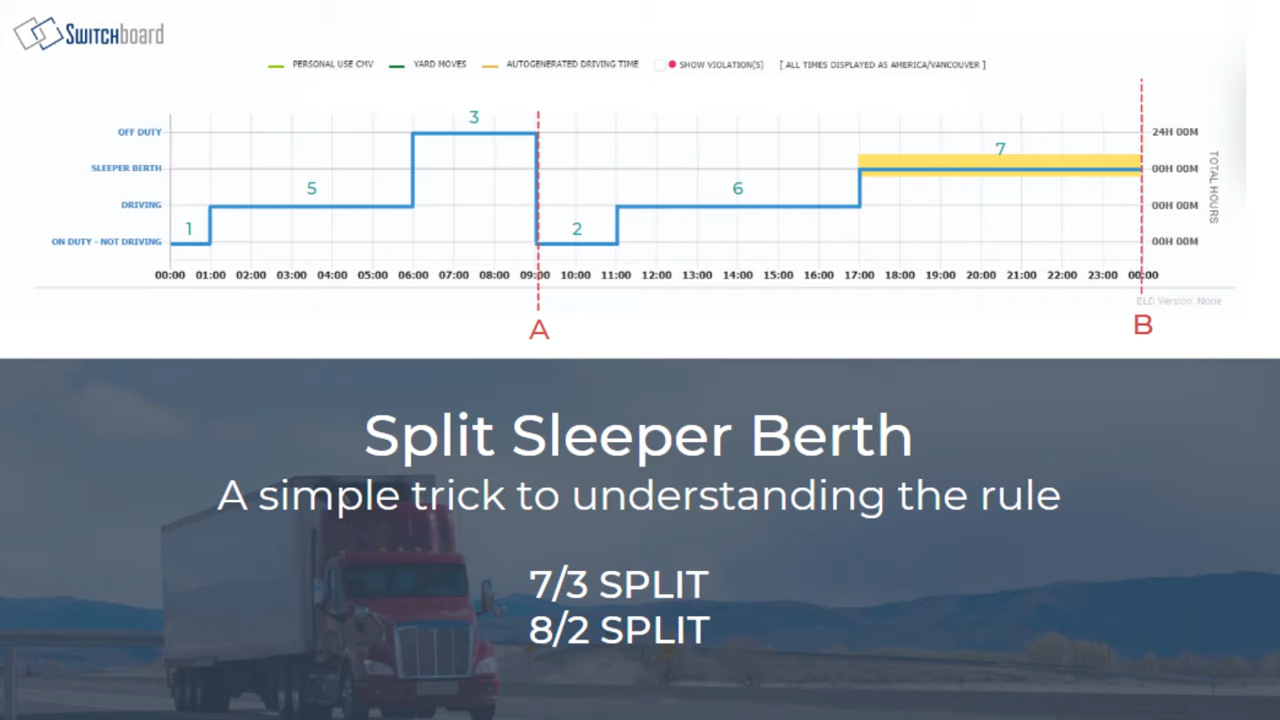 SWITCHboard
PERSONAL USE CMV YARD MOVES AUTOGENERATED DRIVING TIME SHOW VIOLATION(S) [ ALL TIMES DISPLAYED AS AMERICA/VANCOUVER ]
3
OFF DUTY 24H 00M
7
SLEEPER BERTH 00H 00M
5 6
DRIVING 00H 00M
1 2
ON DUTY - NOT DRIVING 00H 00M
TOTAL HOURS
00:00 01:00 02:00 03:00 04:00 05:00 06:00 07:00 08:00 09:00 10:00 11:00 12:00 13:00 14:00 15:00 16:00 17:00 18:00 19:00 20:00 21:00 22:00 23:00 00:00
ELD Version: None
A B
Split Sleeper Berth
A simple trick to understanding the rule
7/3 SPLIT
8/2 SPLIT